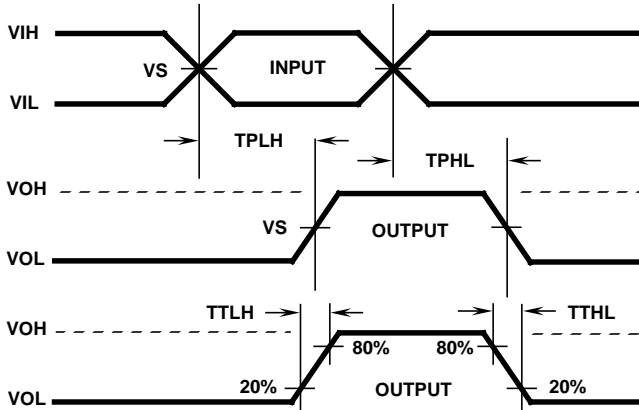 VIH
VS
INPUT
VIL
TPLH
TPHL
VOH
VS
OUTPUT
VOL
TTLH
TTHL
VOH
80%
80%
20%
20%
OUTPUT
VOL